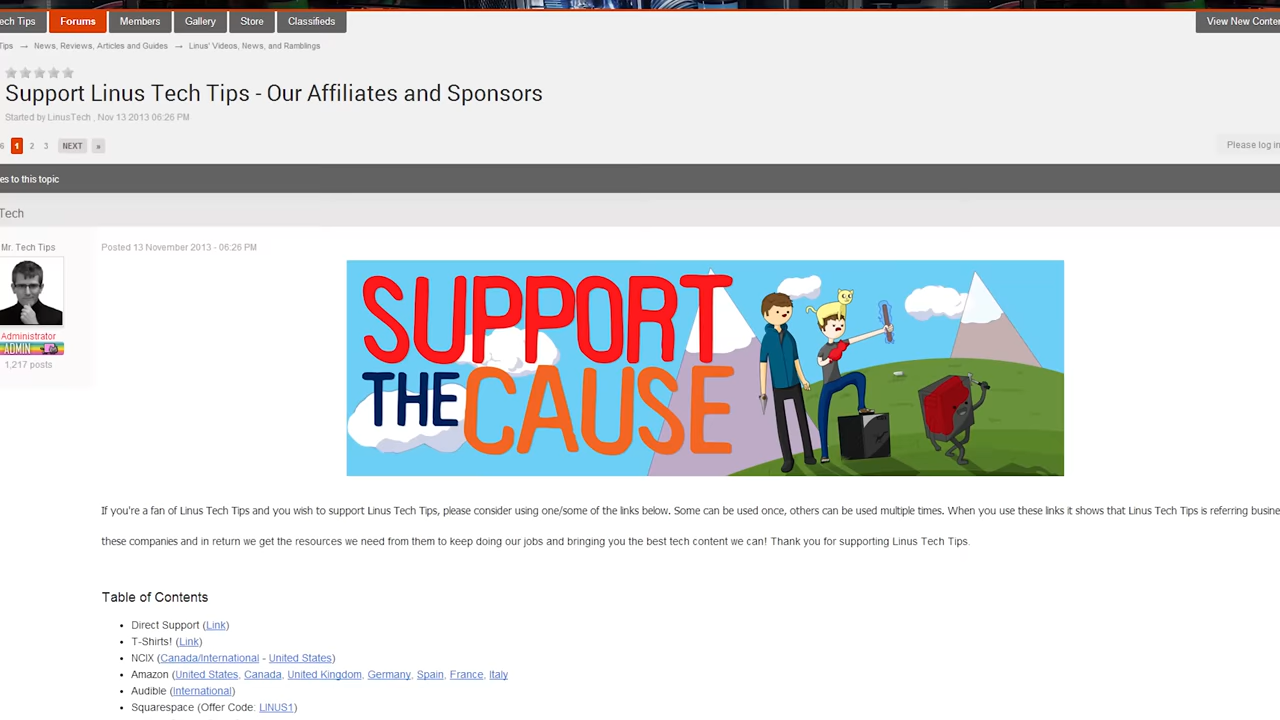 ech Tips Forums Members Gallery Store Classifieds View New Conten
Tips → News, Reviews, Articles and Guides → Linus' Videos, News, and Ramblings
Support Linus Tech Tips - Our Affiliates and Sponsors
Started by LinusTech , Nov 13 2013 06:26 PM
6 1 2 3 NEXT »
Please log in
es to this topic
Tech
Mr. Tech Tips
Posted 13 November 2013 - 06:26 PM
Administrator
ADMIN
1,217 posts
SUPPORT
THE CAUSE
If you're a fan of Linus Tech Tips and you wish to support Linus Tech Tips, please consider using one/some of the links below. Some can be used once, others can be used multiple times. When you use these links it shows that Linus Tech Tips is referring busine
these companies and in return we get the resources we need from them to keep doing our jobs and bringing you the best tech content we can! Thank you for supporting Linus Tech Tips.
Table of Contents
• Direct Support (Link)
• T-Shirts! (Link)
• NCIX (Canada/International - United States)
• Amazon (United States, Canada, United Kingdom, Germany, Spain, France, Italy
• Audible (International)
• Squarespace (Offer Code: LINUS1)